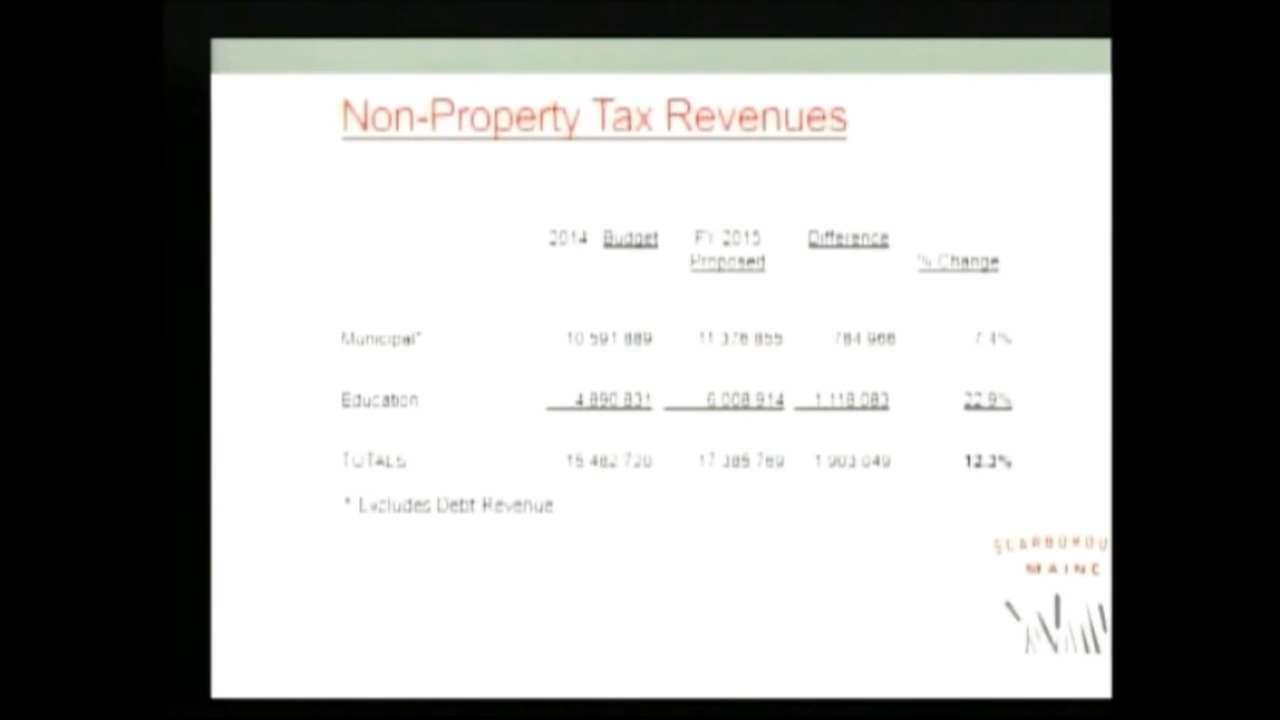 Non-Property Tax Revenues
2014 Budget FY 2015 Proposed Difference % Change
Municipal* 10,591,889 11,376,855 784,966 7.4%
Education 4,890,831 6,008,914 1,118,083 22.9%
TOTALS 15,482,720 17,385,769 1,903,049 12.3%
* Excludes Debt Revenue
SCARBOROU
MAINE